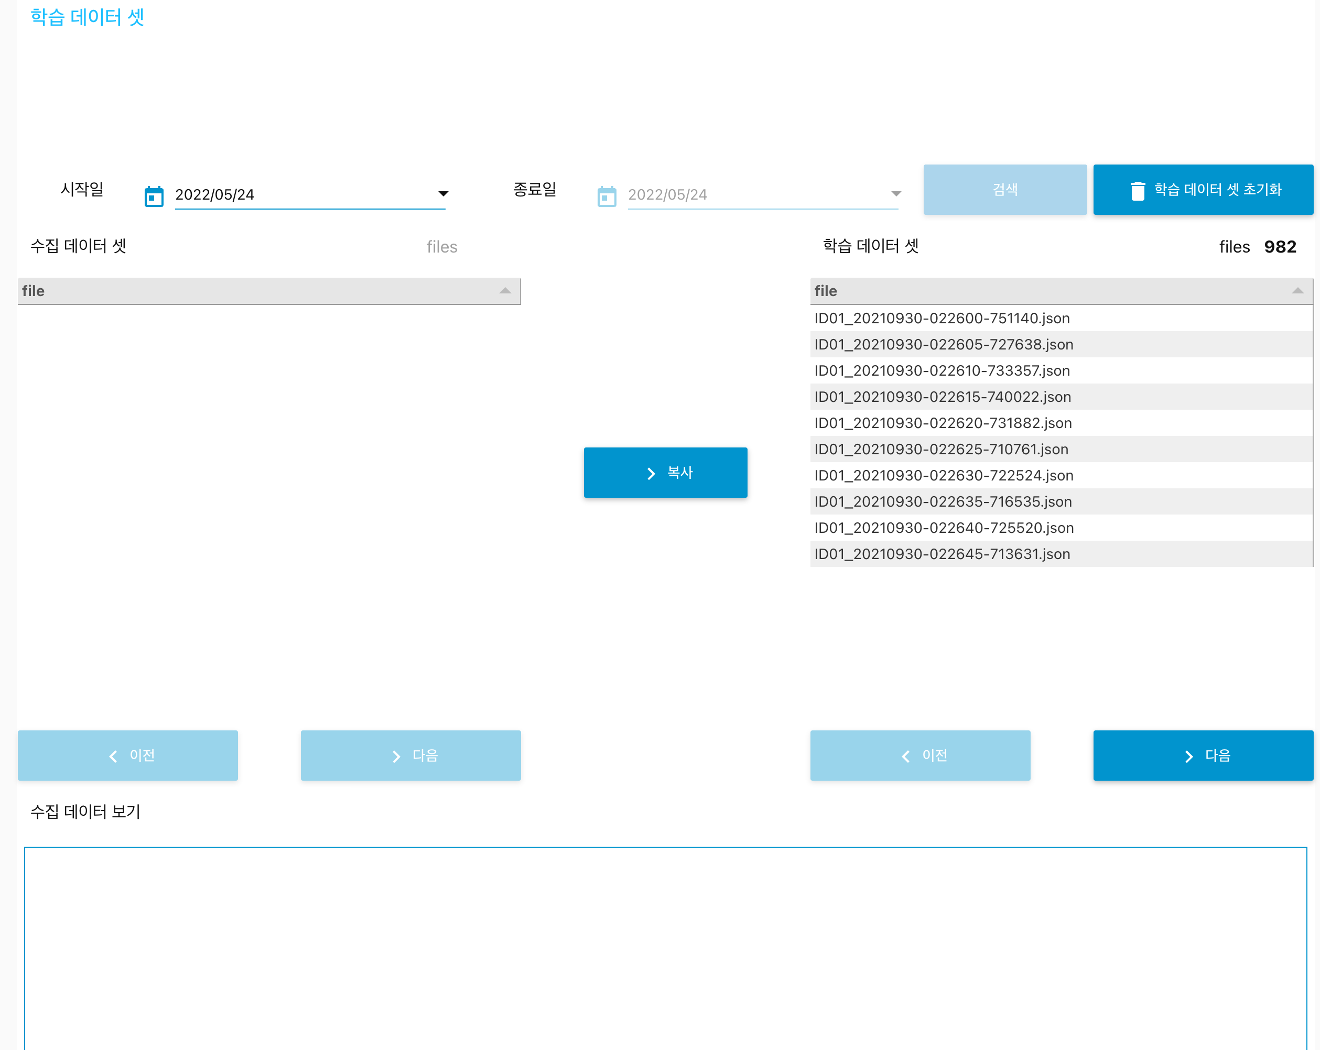 학습 데이터 셋
시작일 2022/05/24 종료일 2022/05/24 검색 학습 데이터 셋 초기화
수집 데이터 셋 files 학습 데이터 셋 files 982
file file
ID01_20210930-022600-751140.json
ID01_20210930-022605-727638.json
ID01_20210930-022610-733357.json
ID01_20210930-022615-740022.json
ID01_20210930-022620-731882.json
ID01_20210930-022625-710761.json
복사
ID01_20210930-022630-722524.json
ID01_20210930-022635-716535.json
ID01_20210930-022640-725520.json
ID01_20210930-022645-713631.json
이전 다음 이전 다음
수집 데이터 보기